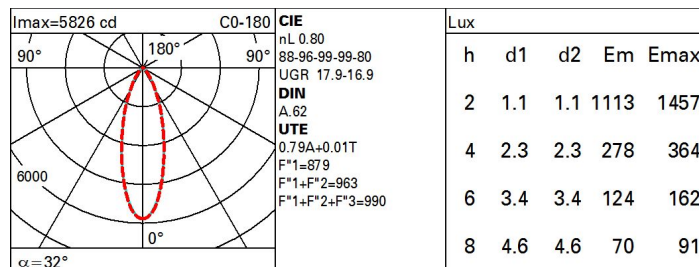 Imax=5826 cd C0-180
90° 180° 90°
6000
0°
α=32°
CIE
nL 0.80
88-96-99-99-80
UGR 17.9-16.9
DIN
A.62
UTE
0.79A+0.01T
F"1=879
F"1+F"2=963
F"1+F"2+F"3=990
Lux
h d1 d2 Em Emax
2 1.1 1.1 1113 1457
4 2.3 2.3 278 364
6 3.4 3.4 124 162
8 4.6 4.6 70 91